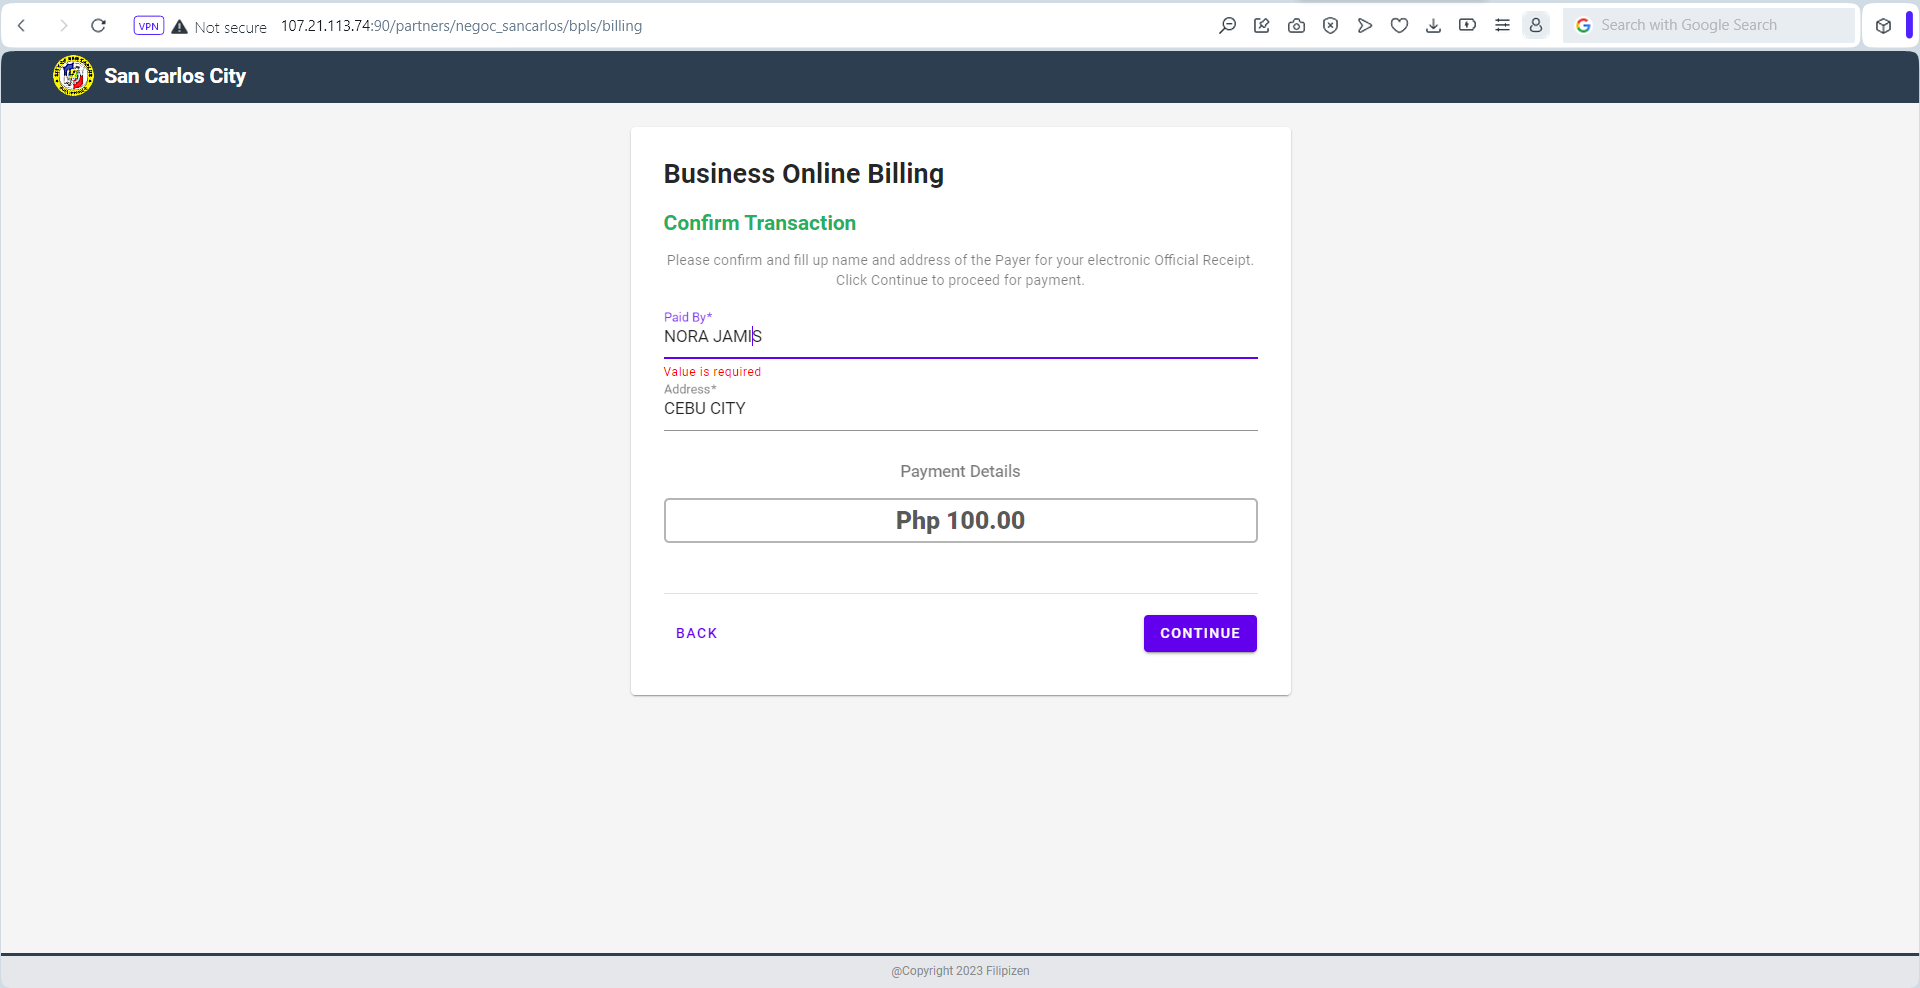 VPN Not secure 107.21.113.74:90/partners/negoc_sancarlos/bpls/billing Search with Google Search
San Carlos City
Business Online Billing
Confirm Transaction
Please confirm and fill up name and address of the Payer for your electronic Official Receipt.
Click Continue to proceed for payment.
Paid By*
NORA JAMIS
Value is required
Address*
CEBU CITY
Payment Details
Php 100.00
BACK CONTINUE
@Copyright 2023 Filipizen